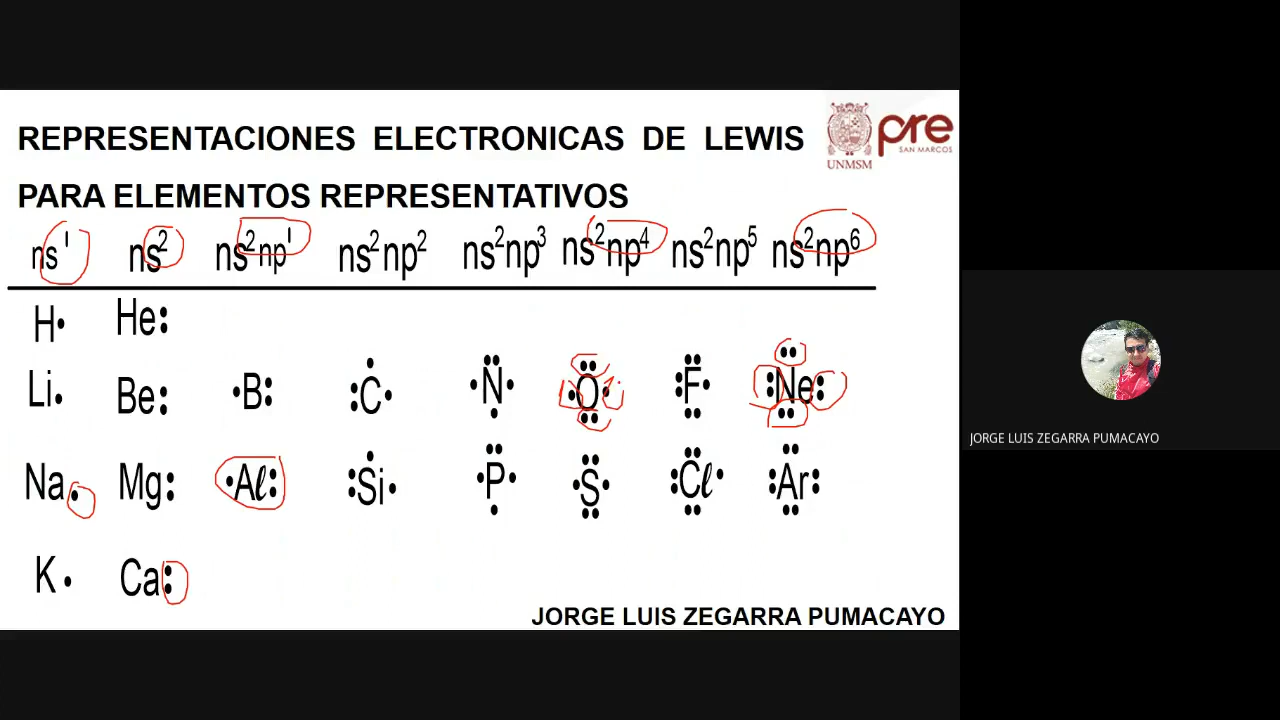 REPRESENTACIONES ELECTRONICAS DE LEWIS
PARA ELEMENTOS REPRESENTATIVOS
UNMSM
pre
SAN MARCOS
ns¹ ns² ns²np¹ ns²np² ns²np³ ns²np⁴ ns²np⁵ ns²np⁶
H He
Li Be B C N O F Ne
Na Mg Aℓ Si P S Cℓ Ar
K Ca
JORGE LUIS ZEGARRA PUMACAYO
JORGE LUIS ZEGARRA PUMACAYO